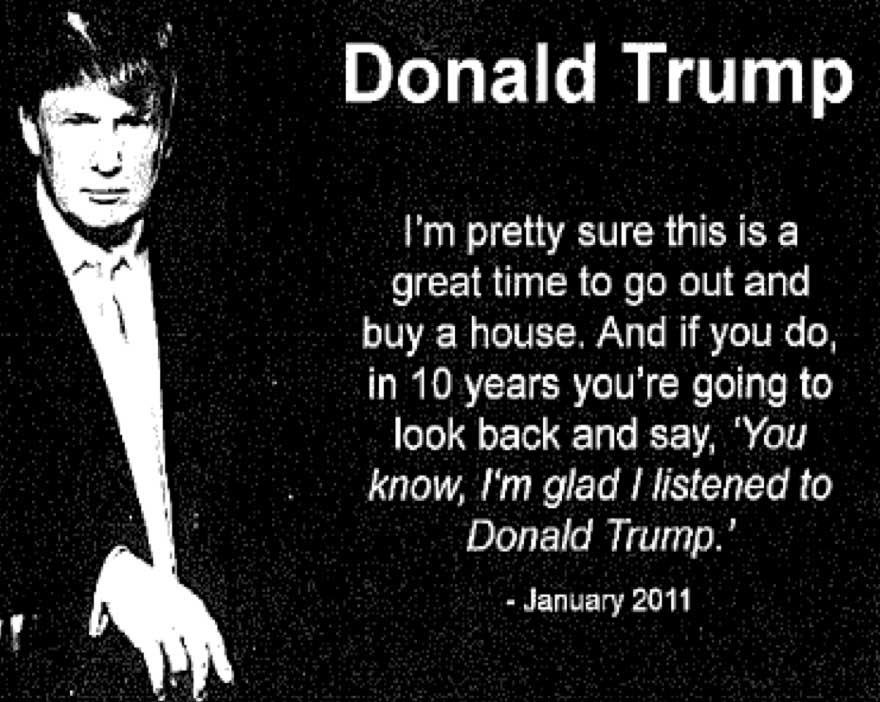 Donald Trump
I'm pretty sure this is a
great time to go out and
buy a house. And if you do,
in 10 years you're going to
look back and say, 'You
know, I'm glad I listened to
Donald Trump.'
- January 2011